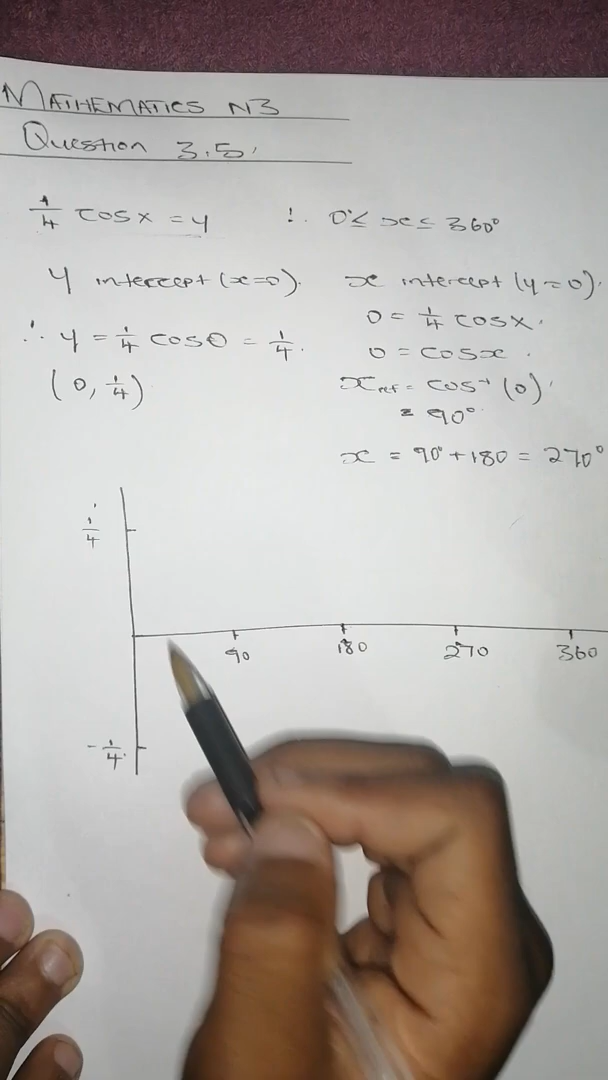 MATHEMATICS N3
Question 3.5.
1/4 cos x = y ∴ 0° ≤ x ≤ 360°
y intercept (x=0).
∴ y = 1/4 cos 0 = 1/4.
(0, 1/4)
x intercept (y=0).
0 = 1/4 cos x.
0 = cos x.
x ref = cos⁻¹ (0)
= 90°
x = 90° + 180 = 270°
1/4
90 180 270 360
-1/4